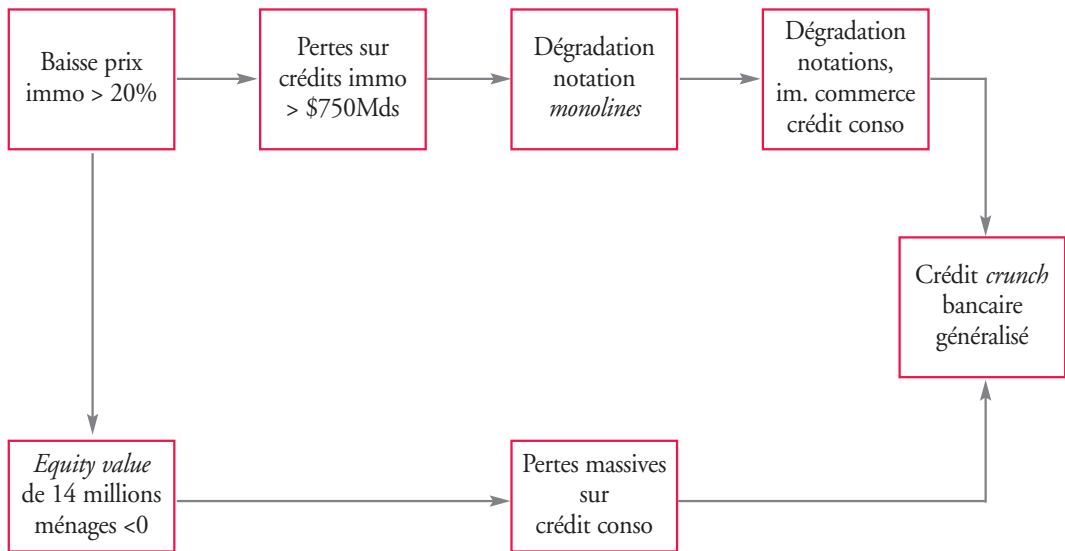 Baisse prix
immo > 20%
Pertes sur
crédits immo
> $750Mds
Dégradation
notation
monolines
Dégradation
notations,
im. commerce
crédit conso
Crédit crunch
bancaire
généralisé
Equity value
de 14 millions
ménages <0
Pertes massives
sur
crédit conso